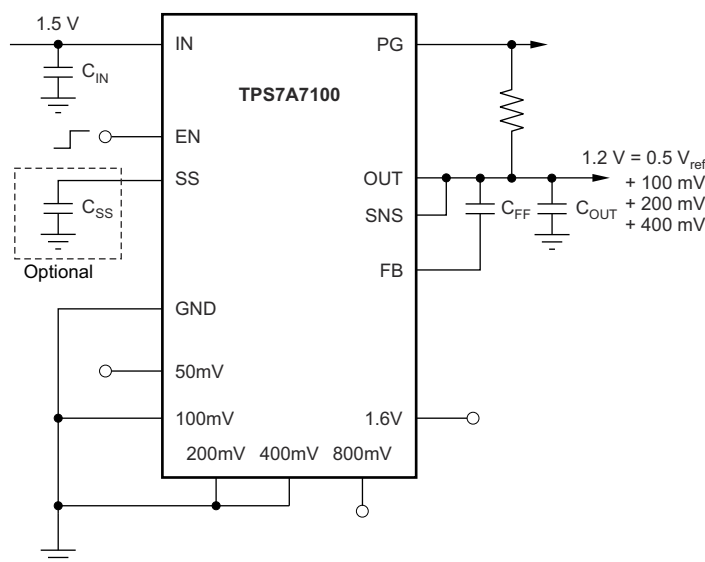 1.5 V
IN
PG
C_IN
TPS7A7100
EN
1.2 V = 0.5 V_ref
+ 100 mV
+ 200 mV
+ 400 mV
SS
OUT
C_SS
SNS
C_FF
C_OUT
Optional
FB
GND
50mV
100mV
1.6V
200mV 400mV 800mV